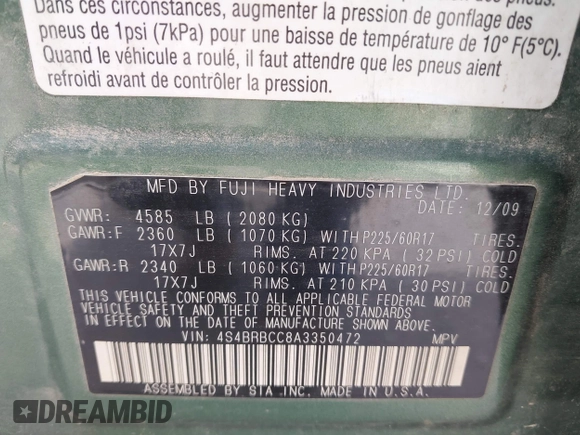 Dans ces circonstances, augmenter la pression de gonflage des
pneus de 1psi (7kPa) pour une baisse de température de 10° F(5°C).
Quand le véhicule a roulé, il faut attendre que les pneus aient
refroidi avant de contrôler la pression.
MFD BY FUJI HEAVY INDUSTRIES LTD.
DATE: 12/09
GVWR: 4585 LB (2080 KG)
GAWR:F 2360 LB (1070 KG) WITH P225/60R17 TIRES.
17X7J RIMS. AT 220 KPA (32 PSI) COLD
GAWR:R 2340 LB (1060 KG) WITH P225/60R17 TIRES.
17X7J RIMS. AT 210 KPA (30 PSI) COLD
THIS VEHICLE CONFORMS TO ALL APPLICABLE FEDERAL MOTOR
VEHICLE SAFETY AND THEFT PREVENTION STANDARDS
IN EFFECT ON THE DATE OF MANUFACTURE SHOWN ABOVE.
VIN: 4S4BRBCC8A3350472 MPV
ASSEMBLED BY SIA INC. MADE IN U.S.A.
DREAMBID